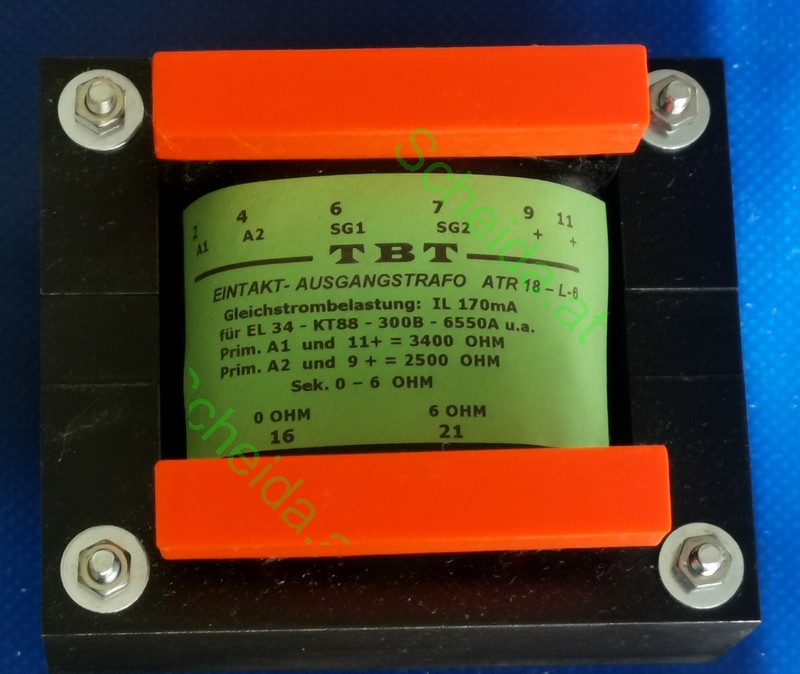 2 4 6 7 9 11
A1 A2 SG1 SG2 + +
TBT
EINTAKT- AUSGANGSTRAFO ATR 18 – L-6
Gleichstrombelastung: IL 170mA
für EL 34 - KT88 - 300B - 6550A u.a.
Prim. A1 und 11+ = 3400 OHM
Prim. A2 und 9 + = 2500 OHM
Sek. 0 – 6 OHM
0 OHM 6 OHM
16 21
Scheida.at
Scheida.a